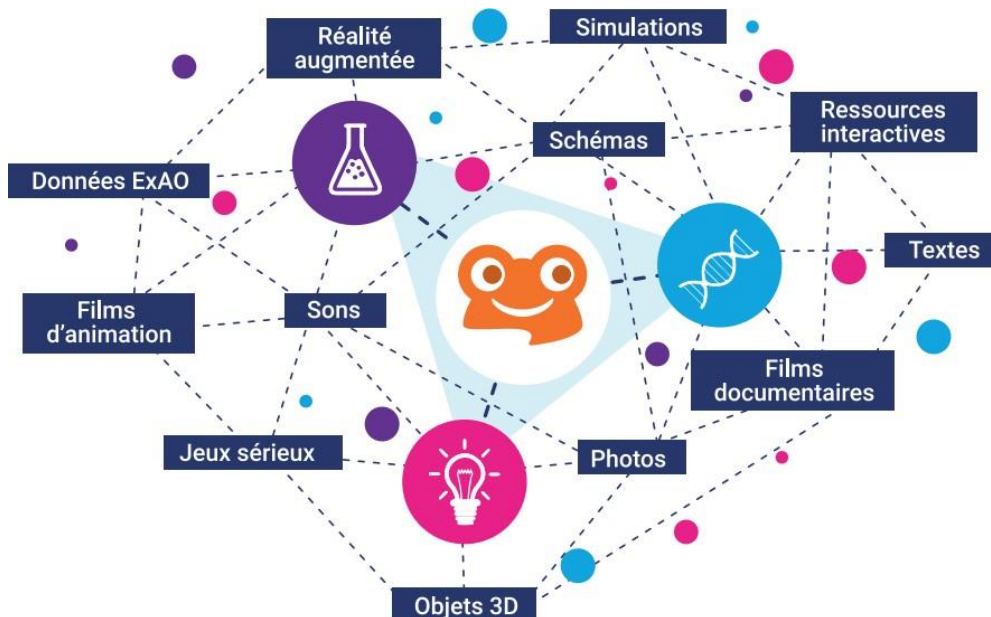 Réalité
augmentée
Simulations
Ressources
interactives
Schémas
Données ExAO
Textes
Films
d'animation
Sons
Films
documentaires
Jeux sérieux
Photos
Objets 3D